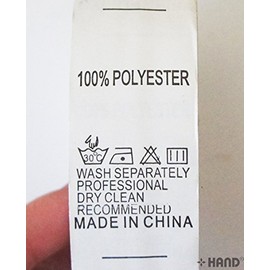 100% POLYESTER
30°C
WASH SEPARATELY
PROFESSIONAL
DRY CLEAN
RECOMMENDED
MADE IN CHINA
+HAND